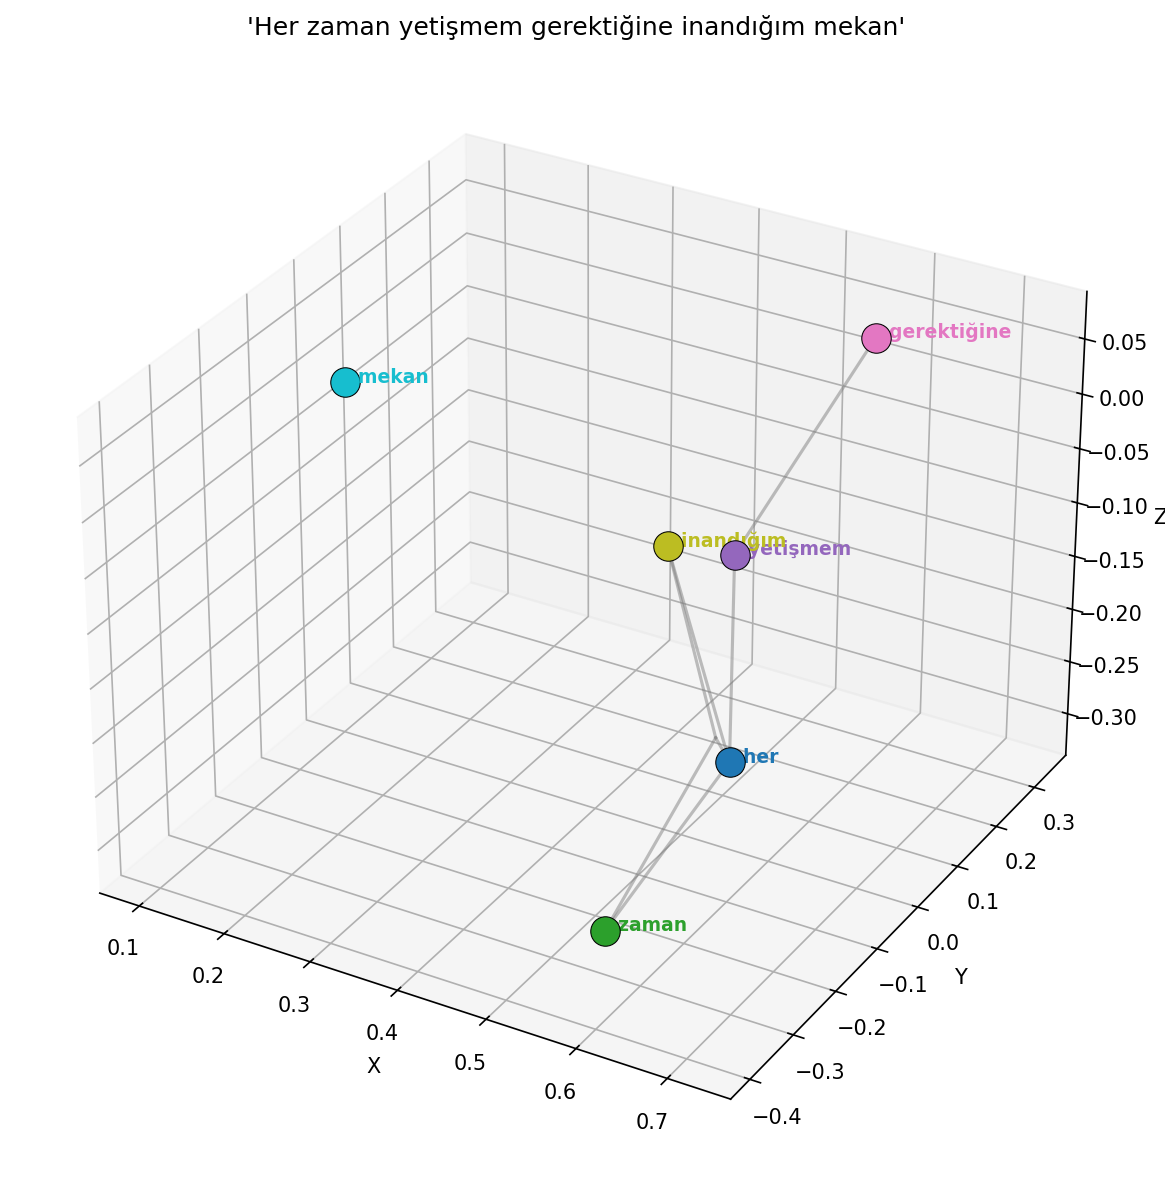 'Her zaman yetişmem gerektiğine inandığım mekan'
gerektiğine
mekan
inandığım
yetişmem
her
zaman
0.05
0.00
−0.05
−0.10
−0.15
−0.20
−0.25
−0.30
Z
0.3
0.2
0.1
0.0
−0.1
−0.2
−0.3
−0.4
Y
0.1
0.2
0.3
0.4
0.5
0.6
0.7
X